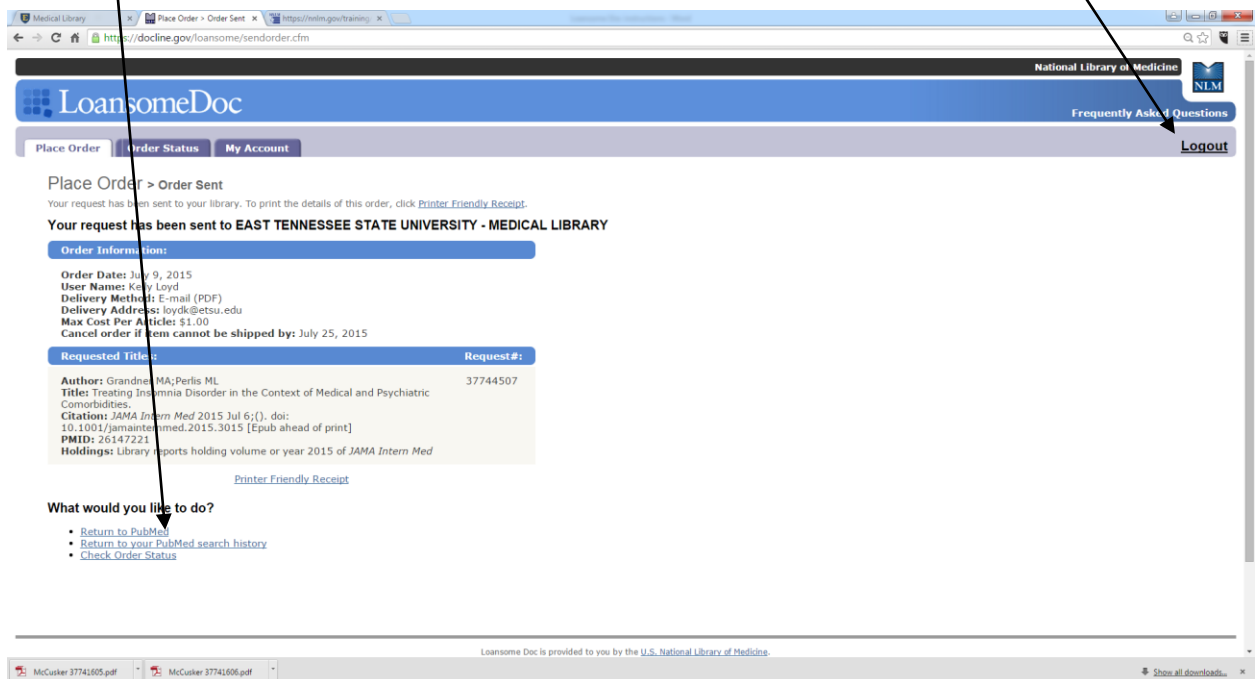 Medical Library
Place Order > Order Sent
https://nnlm.gov/training.
https://docline.gov/loansome/sendorder.cfm
National Library of Medicine
NLM
LoansomeDoc
Frequently Asked Questions
Place Order Order Status My Account Logout
Place Order > Order Sent
Your request has been sent to your library. To print the details of this order, click Printer Friendly Receipt.
Your request has been sent to EAST TENNESSEE STATE UNIVERSITY - MEDICAL LIBRARY
Order Information:
Order Date: July 9, 2015
User Name: Kelly Loyd
Delivery Method: E-mail (PDF)
Delivery Address: loydk@etsu.edu
Max Cost Per Article: $1.00
Cancel order if item cannot be shipped by: July 25, 2015
Requested Titles: Request#:
Author: Grandner MA;Perlis ML 37744507
Title: Treating Insomnia Disorder in the Context of Medical and Psychiatric
Comorbidities.
Citation: JAMA Intern Med 2015 Jul 6;(). doi:
10.1001/jamainternmed.2015.3015 [Epub ahead of print]
PMID: 26147221
Holdings: Library reports holding volume or year 2015 of JAMA Intern Med
Printer Friendly Receipt
What would you like to do?
• Return to PubMed
• Return to your PubMed search history
• Check Order Status
Loansome Doc is provided to you by the U.S. National Library of Medicine.
McCusker 37741605.pdf McCusker 37741606.pdf Show all downloads...